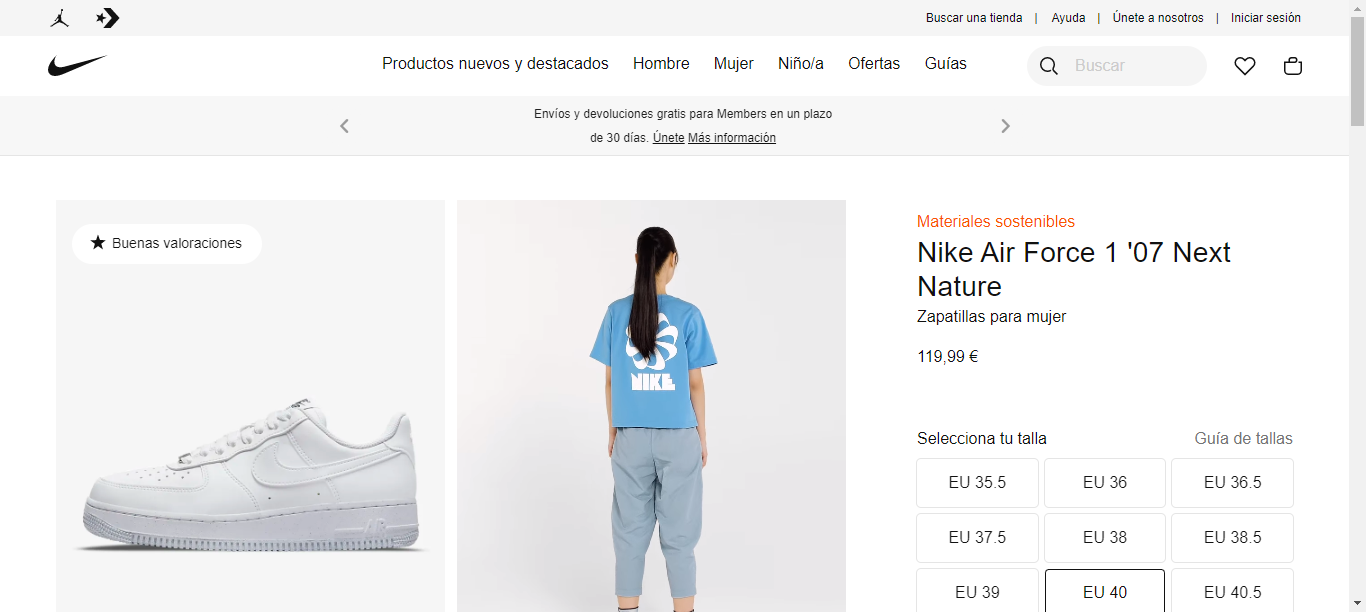 Buscar una tienda | Ayuda | Únete a nosotros | Iniciar sesión
Productos nuevos y destacados Hombre Mujer Niño/a Ofertas Guías Buscar
Envíos y devoluciones gratis para Members en un plazo
de 30 días. Únete Más información
Buenas valoraciones
NIKE
Materiales sostenibles
Nike Air Force 1 '07 Next
Nature
Zapatillas para mujer
119,99 €
Selecciona tu talla Guía de tallas
EU 35.5 EU 36 EU 36.5
EU 37.5 EU 38 EU 38.5
EU 39 EU 40 EU 40.5